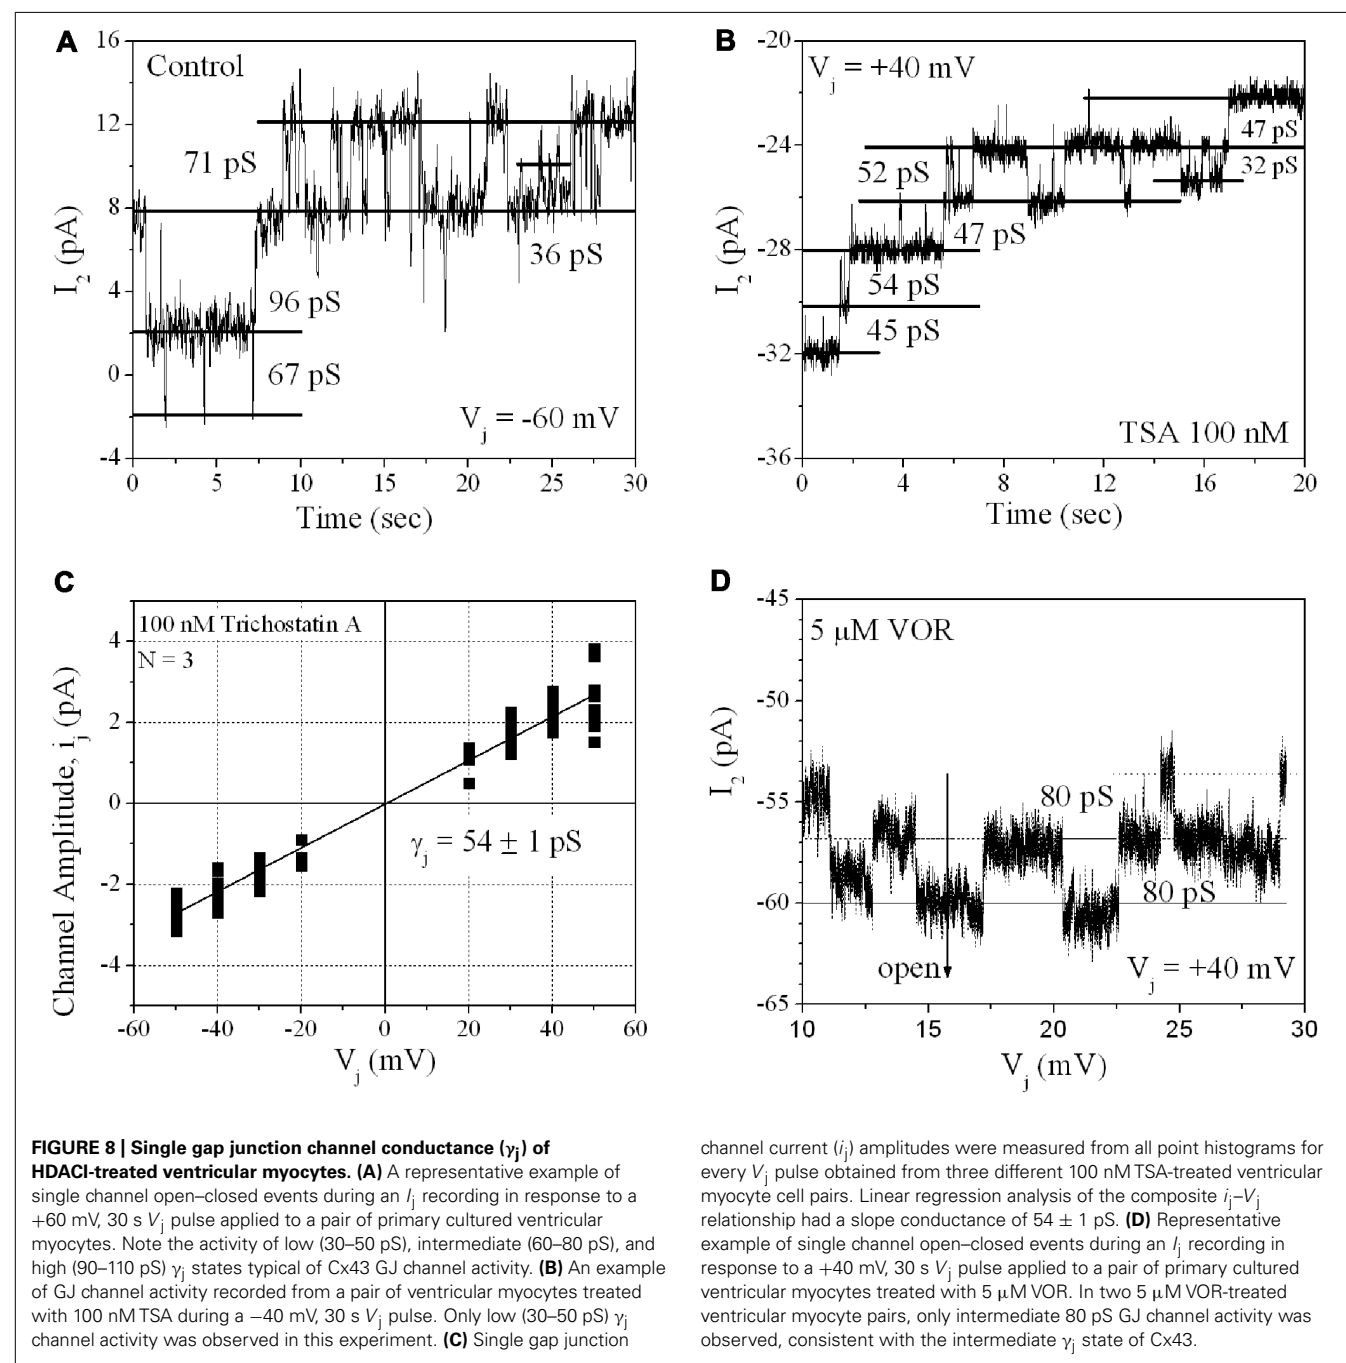 A
Control
16
12
8
4
0
-4
I2 (pA)
71 pS
96 pS
67 pS
36 pS
Vj = -60 mV
0 5 10 15 20 25 30
Time (sec)
B
Vj = +40 mV
-20
-24
-28
-32
-36
I2 (pA)
52 pS
47 pS
54 pS
45 pS
47 pS
32 pS
TSA 100 nM
0 4 8 12 16 20
Time (sec)
C
100 nM Trichostatin A
N = 3
4
2
0
-2
-4
Channel Amplitude, ij (pA)
γj = 54 ± 1 pS
-60 -40 -20 0 20 40 60
Vj (mV)
D
5 μM VOR
-45
-50
-55
-60
-65
I2 (pA)
80 pS
80 pS
open
Vj = +40 mV
10 15 20 25 30
Vj (mV)
FIGURE 8 | Single gap junction channel conductance (γj) of
HDACI-treated ventricular myocytes. (A) A representative example of
single channel open–closed events during an Ij recording in response to a
+60 mV, 30 s Vj pulse applied to a pair of primary cultured ventricular
myocytes. Note the activity of low (30–50 pS), intermediate (60–80 pS), and
high (90–110 pS) γj states typical of Cx43 GJ channel activity. (B) An example
of GJ channel activity recorded from a pair of ventricular myocytes treated
with 100 nM TSA during a −40 mV, 30 s Vj pulse. Only low (30–50 pS) γj
channel activity was observed in this experiment. (C) Single gap junction
channel current (ij) amplitudes were measured from all point histograms for
every Vj pulse obtained from three different 100 nM TSA-treated ventricular
myocyte cell pairs. Linear regression analysis of the composite ij–Vj
relationship had a slope conductance of 54 ± 1 pS. (D) Representative
example of single channel open–closed events during an Ij recording in
response to a +40 mV, 30 s Vj pulse applied to a pair of primary cultured
ventricular myocytes treated with 5 μM VOR. In two 5 μM VOR-treated
ventricular myocyte pairs, only intermediate 80 pS GJ channel activity was
observed, consistent with the intermediate γj state of Cx43.